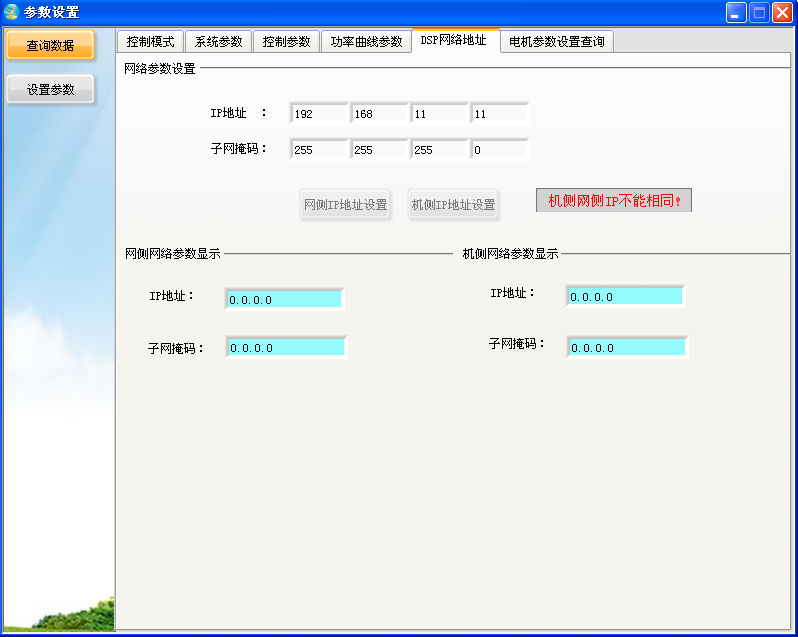 参数设置
查询数据
设置参数
控制模式 系统参数 控制参数 功率曲线参数 DSP网络地址 电机参数设置查询
网络参数设置
IP地址 : 192 168 11 11
子网掩码: 255 255 255 0
网侧IP地址设置 机侧IP地址设置 机侧网侧IP不能相同!
网侧网络参数显示 机侧网络参数显示
IP地址: 0.0.0.0 IP地址: 0.0.0.0
子网掩码: 0.0.0.0 子网掩码: 0.0.0.0